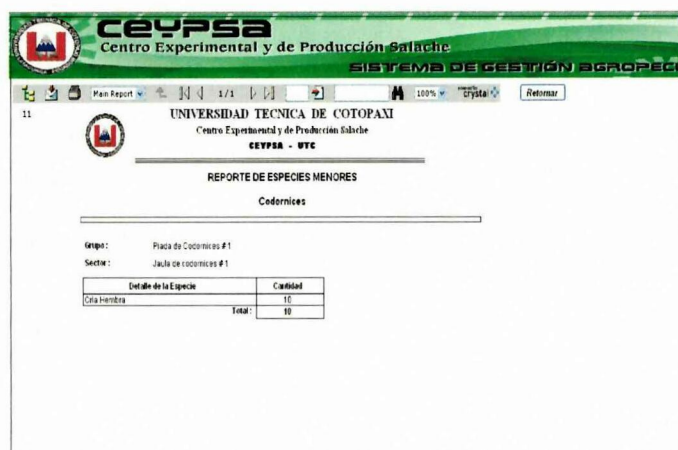 CEYPSA
Centro Experimental y de Producción Salache
SISTEMA DE GESTIÓN AGROPEC
Main Report 1/1 100% crystal Retornar
11
UNIVERSIDAD TECNICA DE COTOPAXI
Centro Experimental y de Producción Salache
CEYPSA - UTC
REPORTE DE ESPECIES MENORES
Codornices
Grupo: Piada de Codornices # 1
Sector: Jaula de codornices # 1
Detalle de la Especie Cantidad
Cria Hembra 10
Total: 10